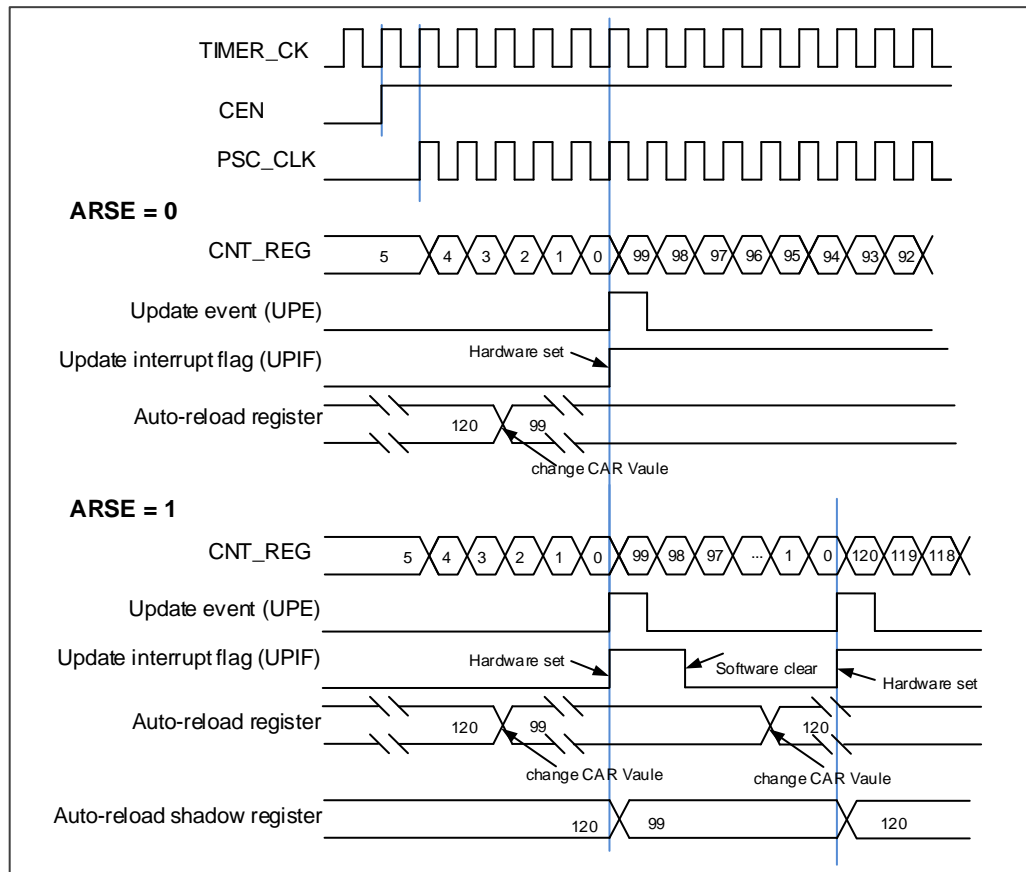 TIMER_CK
CEN
PSC_CLK
ARSE = 0
CNT_REG 5 4 3 2 1 0 99 98 97 96 95 94 93 92
Update event (UPE)
Update interrupt flag (UPIF) Hardware set
Auto-reload register 120 99
change CAR Vaule
ARSE = 1
CNT_REG 5 4 3 2 1 0 99 98 97 ... 1 0 120 119 118
Update event (UPE)
Update interrupt flag (UPIF) Hardware set Software clear Hardware set
Auto-reload register 120 99 120
change CAR Vaule change CAR Vaule
Auto-reload shadow register 120 99 120